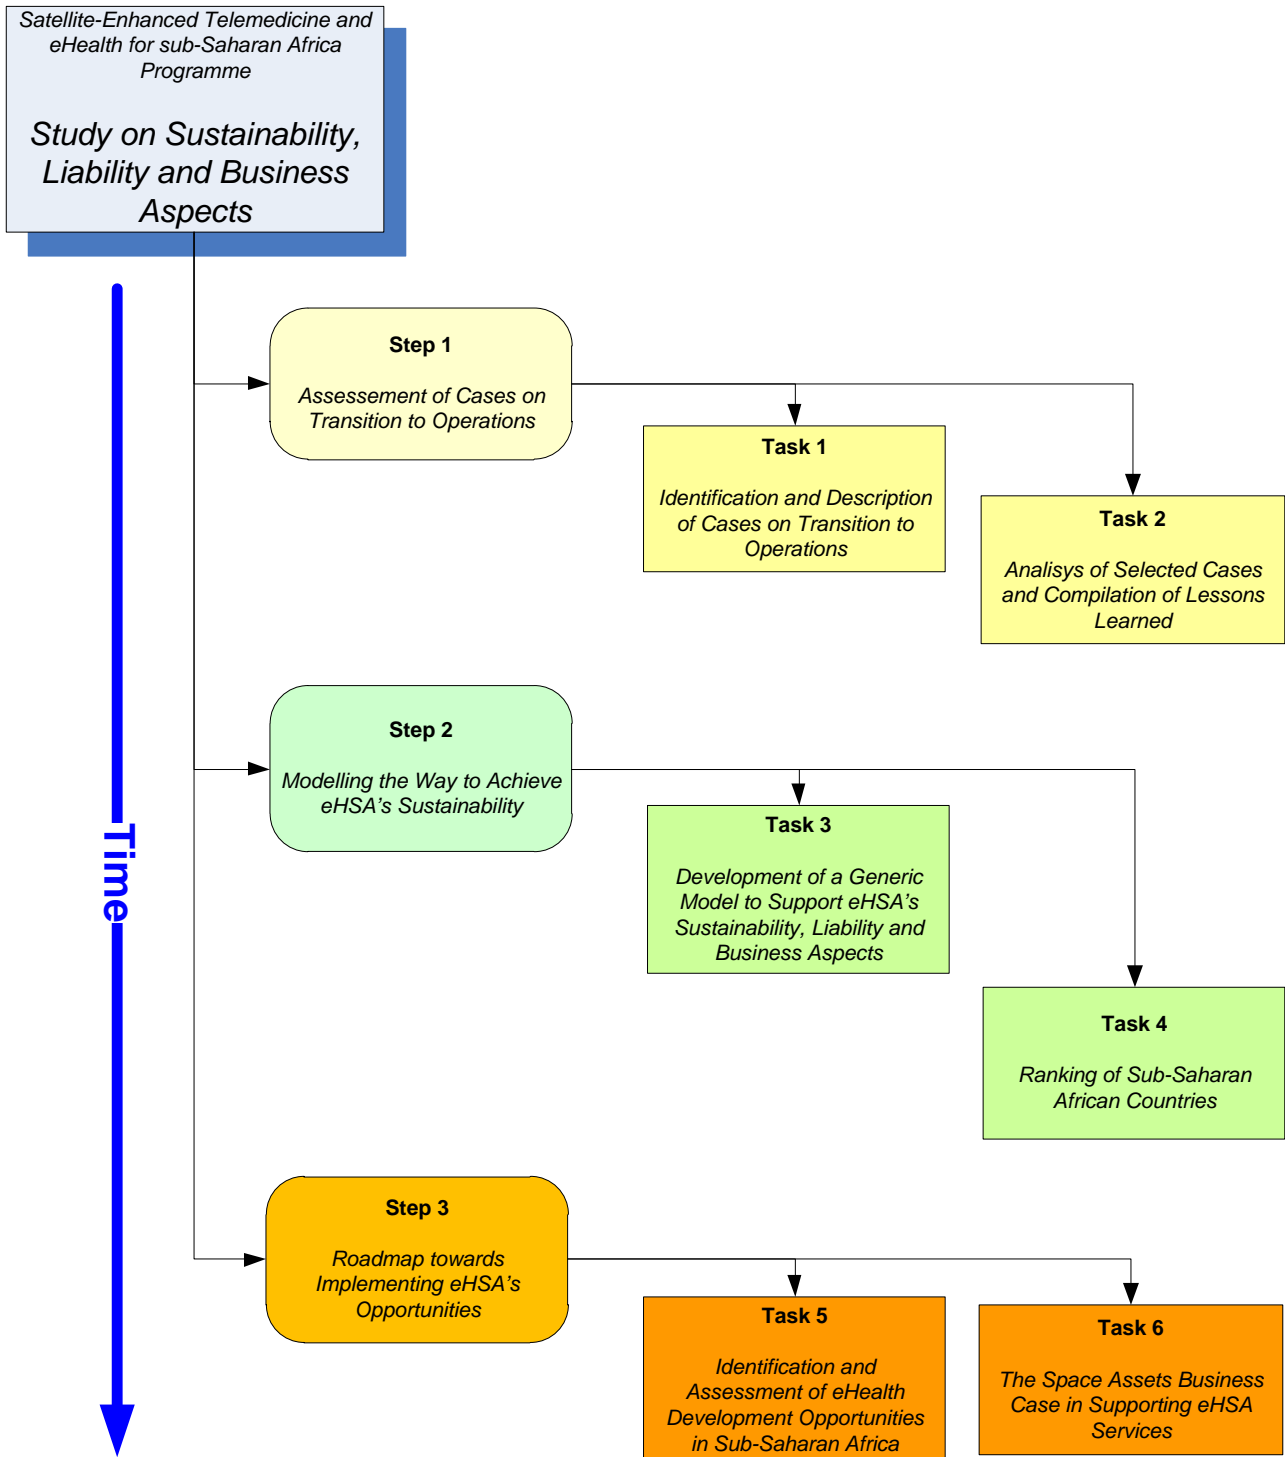 Satellite-Enhanced Telemedicine and
eHealth for sub-Saharan Africa
Programme
Study on Sustainability,
Liability and Business
Aspects
Time
Step 1
Assessement of Cases on
Transition to Operations
Task 1
Identification and Description
of Cases on Transition to
Operations
Task 2
Analisys of Selected Cases
and Compilation of Lessons
Learned
Step 2
Modelling the Way to Achieve
eHSA’s Sustainability
Task 3
Development of a Generic
Model to Support eHSA’s
Sustainability, Liability and
Business Aspects
Task 4
Ranking of Sub-Saharan
African Countries
Step 3
Roadmap towards
Implementing eHSA’s
Opportunities
Task 5
Identification and
Assessment of eHealth
Development Opportunities
in Sub-Saharan Africa
Task 6
The Space Assets Business
Case in Supporting eHSA
Services